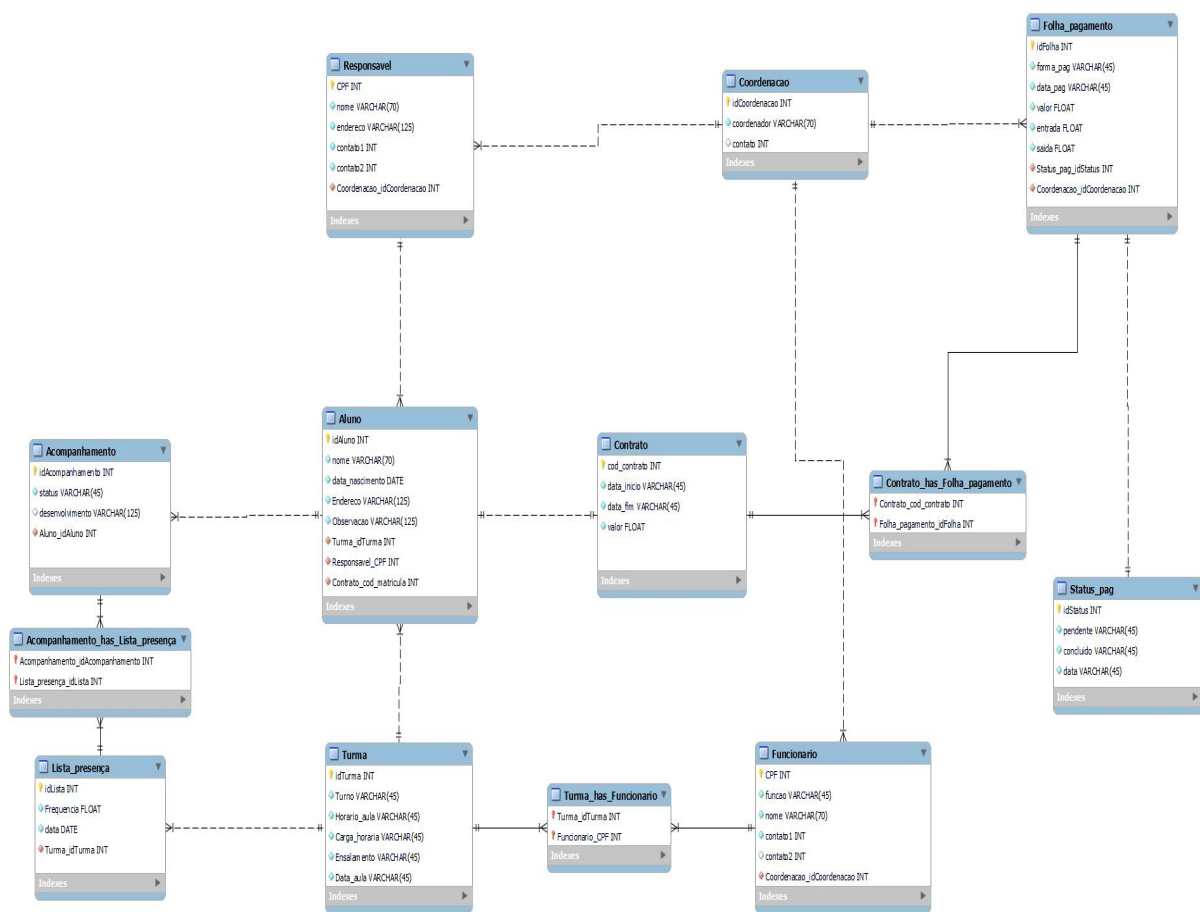 Folha_pagamento
idFolha INT
forma_pag VARCHAR(45)
data_pag VARCHAR(45)
valor FLOAT
entrada FLOAT
saida FLOAT
Status_pag_idStatus INT
Coordenacao_idCoordenacao INT
Indexes
Responsavel
CPF INT
nome VARCHAR(70)
endereco VARCHAR(125)
contato1 INT
contato2 INT
Coordenacao_idCoordenacao INT
Indexes
Coordenacao
idCoordenacao INT
coordenador VARCHAR(70)
contato INT
Indexes
Aluno
idAluno INT
nome VARCHAR(70)
data_nascimento DATE
Endereco VARCHAR(125)
Observacao VARCHAR(125)
Turma_idTurma INT
Responsavel_CPF INT
Contrato_cod_matricula INT
Indexes
Acompanhamento
idAcompanhamento INT
status VARCHAR(45)
desenvolvimento VARCHAR(125)
Aluno_idAluno INT
Indexes
Contrato
cod_contrato INT
data_inicio VARCHAR(45)
data_fim VARCHAR(45)
valor FLOAT
Indexes
Contrato_has_Folha_pagamento
Contrato_cod_contrato INT
Folha_pagamento_idFolha INT
Indexes
Status_pag
idStatus INT
pendente VARCHAR(45)
concluido VARCHAR(45)
data VARCHAR(45)
Indexes
Acompanhamento_has_Lista_presença
Acompanhamento_idAcompanhamento INT
Lista_presença_idLista INT
Indexes
Lista_presença
idLista INT
Frequencia FLOAT
data DATE
Turma_idTurma INT
Indexes
Turma
idTurma INT
Turno VARCHAR(45)
Horario_aula VARCHAR(45)
Carga_horaria VARCHAR(45)
Ensalamento VARCHAR(45)
Data_aula VARCHAR(45)
Indexes
Turma_has_Funcionario
Turma_idTurma INT
Funcionario_CPF INT
Indexes
Funcionario
CPF INT
funcao VARCHAR(45)
nome VARCHAR(70)
contato1 INT
contato2 INT
Coordenacao_idCoordenacao INT
Indexes